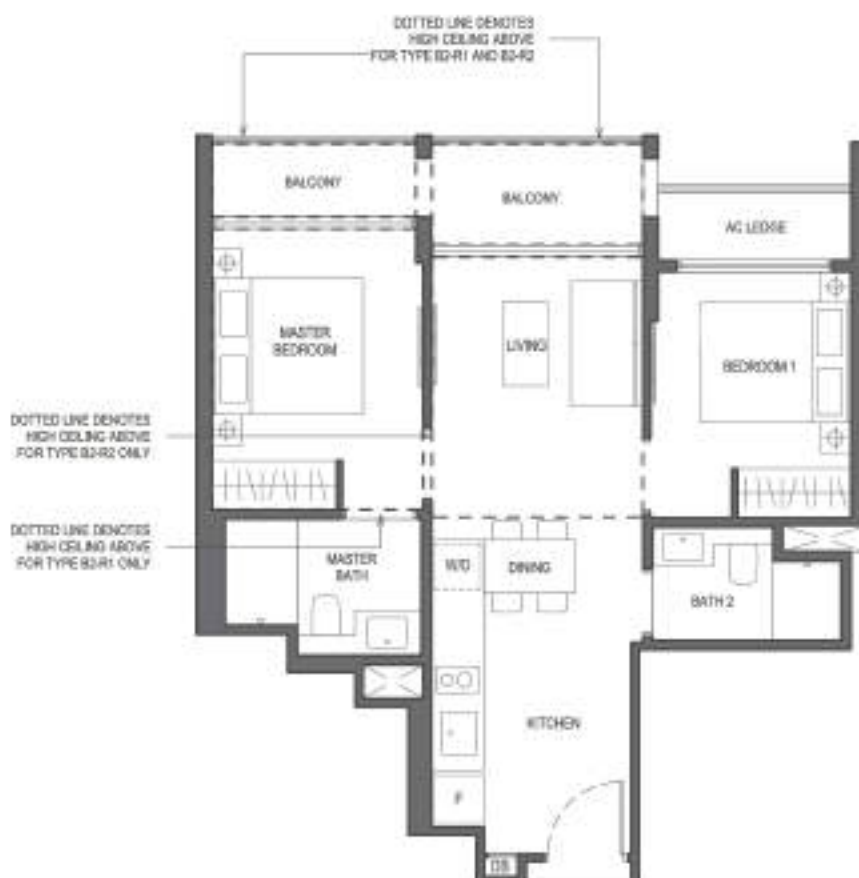 DOTTED LINE DENOTES
HIGH CEILING ABOVE
FOR TYPE B2-R1 AND B2-R2
BALCONY
BALCONY
AC LEDGE
MASTER
BEDROOM
LIVING
BEDROOM 1
DOTTED LINE DENOTES
HIGH CEILING ABOVE
FOR TYPE B2-R2 ONLY
DOTTED LINE DENOTES
HIGH CEILING ABOVE
FOR TYPE B2-R1 ONLY
MASTER
BATH
W/D
DINING
BATH 2
KITCHEN
F
DB